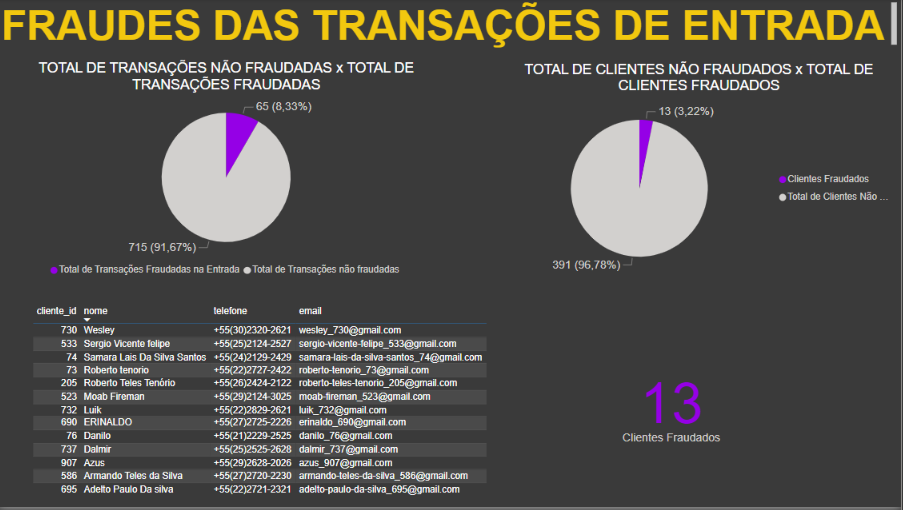 FRAUDES DAS TRANSAÇÕES DE ENTRADA
TOTAL DE TRANSAÇÕES NÃO FRAUDADAS x TOTAL DE
TRANSAÇÕES FRAUDADAS
65 (8,33%)
715 (91,67%)
Total de Transações Fraudadas na Entrada Total de Transações não fraudadas
TOTAL DE CLIENTES NÃO FRAUDADOS x TOTAL DE
CLIENTES FRAUDADOS
13 (3,22%)
391 (96,78%)
Clientes Fraudados
Total de Clientes Não ...
cliente_id nome telefone email
730 Wesley +55(30)2320-2621 wesley_730@gmail.com
533 Sergio Vicente felipe +55(25)2124-2527 sergio-vicente-felipe_533@gmail.com
74 Samara Lais Da Silva Santos +55(24)2129-2429 samara-lais-da-silva-santos_74@gmail.com
73 Roberto tenorio +55(22)2727-2422 roberto-tenorio_73@gmail.com
205 Roberto Teles Tenório +55(26)2424-2122 roberto-teles-tenorio_205@gmail.com
523 Moab Fireman +55(29)2124-3025 moab-fireman_523@gmail.com
732 Luik +55(22)2829-2621 luik_732@gmail.com
690 ERINALDO +55(27)2725-2226 erinaldo_690@gmail.com
76 Danilo +55(21)2229-2525 danilo_76@gmail.com
737 Dalmir +55(25)2525-2628 dalmir_737@gmail.com
907 Azus +55(29)2628-2026 azus_907@gmail.com
586 Armando Teles da Silva +55(27)2720-2230 armando-teles-da-silva_586@gmail.com
695 Adelto Paulo Da silva +55(22)2721-2321 adelto-paulo-da-silva_695@gmail.com
13
Clientes Fraudados